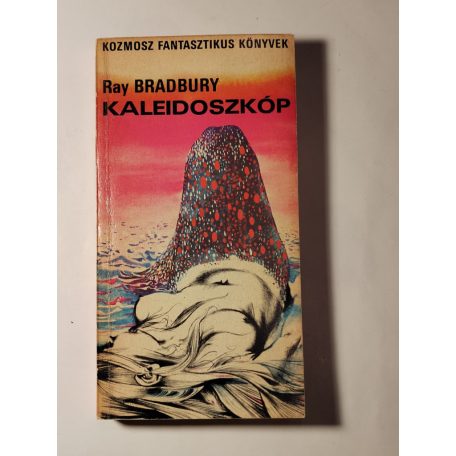 KOZMOSZ FANTASZTIKUS KÖNYVEK
Ray BRADBURY
KALEIDOSZKÓP